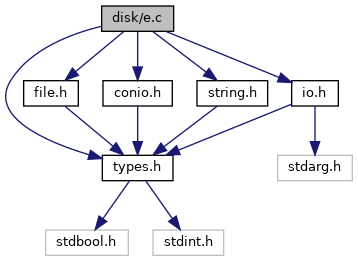 disk/e.c
file.h
conio.h
string.h
io.h
types.h
stdarg.h
stdbool.h
stdint.h